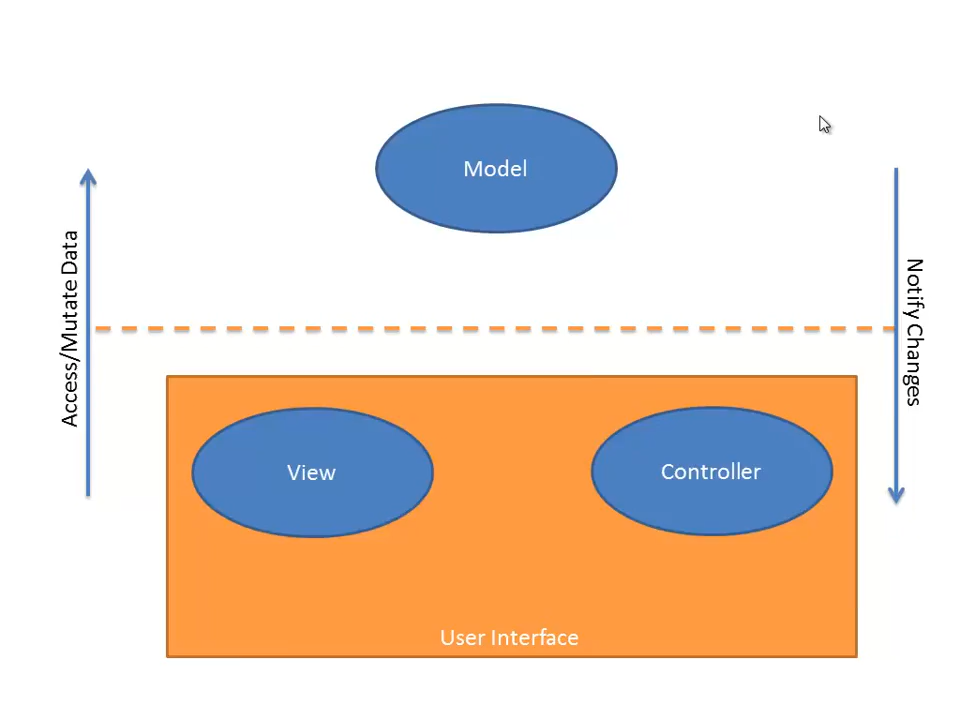 Model
Access/Mutate Data
Notify Changes
View
Controller
User Interface